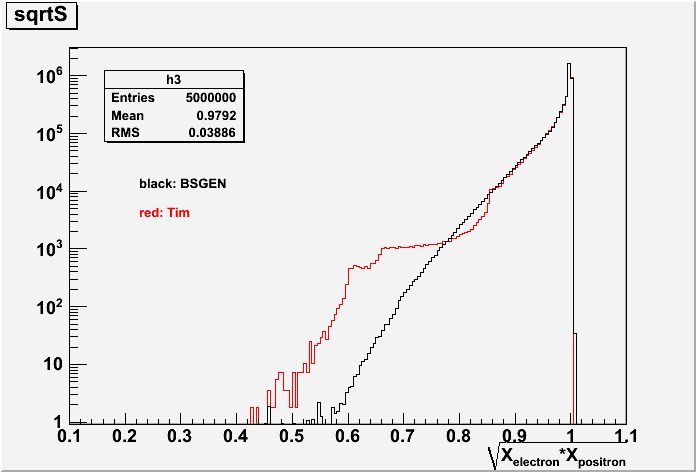 sqrtS
h3
Entries 5000000
Mean 0.9792
RMS 0.03886
black: BSGEN
red: Tim
10^6
10^5
10^4
10^3
10^2
10
1
0.1 0.2 0.3 0.4 0.5 0.6 0.7 0.8 0.9 1 1.1
√X_electron*X_positron